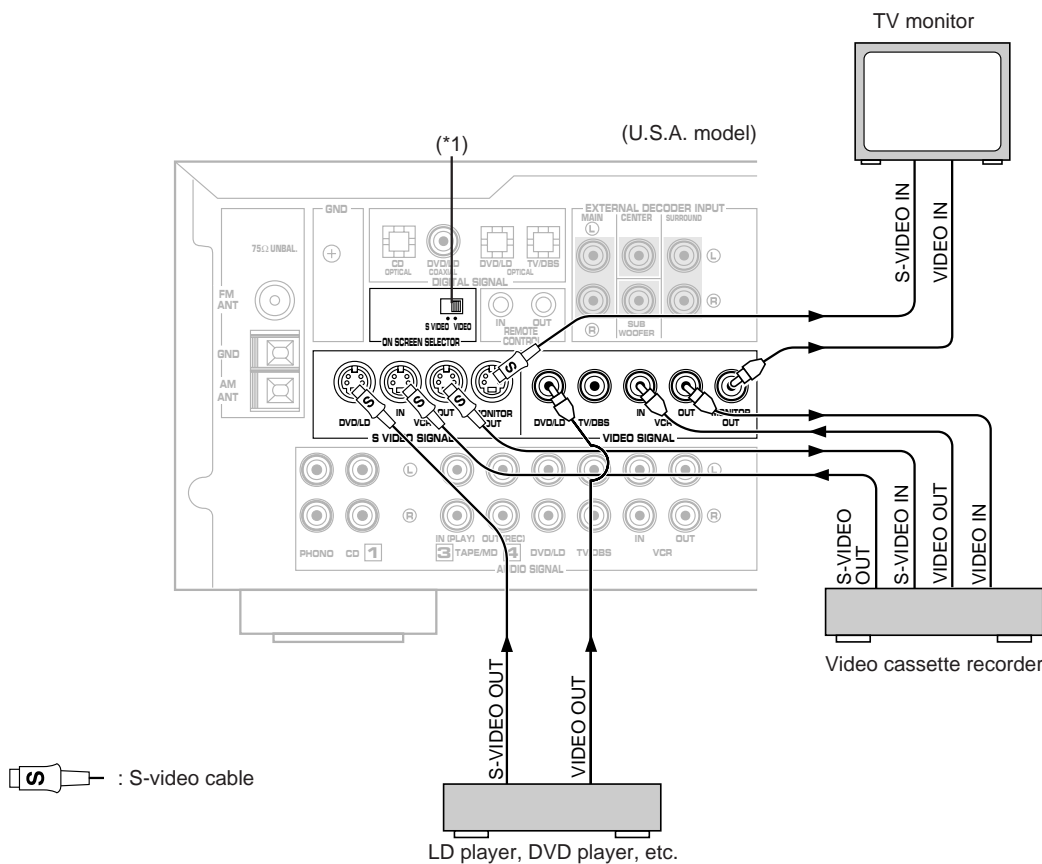 TV monitor
(U.S.A. model)
(*1)
S-VIDEO IN
VIDEO IN
GND
75Ω UNBAL.
FM
ANT
GND
AM
ANT
CD
OPTICAL
DVD/LD
COAXIAL
DVD/LD
TV/DBS
OPTICAL
DIGITAL SIGNAL
EXTERNAL DECODER INPUT
MAIN
CENTER
SURROUND
L
L
R
R
SUB
WOOFER
S VIDEO
VIDEO
ON SCREEN SELECTOR
IN
OUT
REMOTE
CONTROL
DVD/LD
IN
VCR
OUT
MONITOR
OUT
S VIDEO SIGNAL
DVD/LD
TV/DBS
IN
VCR
OUT
MONITOR
OUT
VIDEO SIGNAL
S
S
S
S
L
L
R
R
PHONO
CD
1
IN (PLAY)
OUT (REC)
3
TAPE/MD
4
DVD/LD
TV/DBS
IN
VCR
OUT
AUDIO SIGNAL
S-VIDEO
OUT
S-VIDEO IN
VIDEO OUT
VIDEO IN
Video cassette recorder
S-VIDEO OUT
VIDEO OUT
S
: S-video cable
LD player, DVD player, etc.